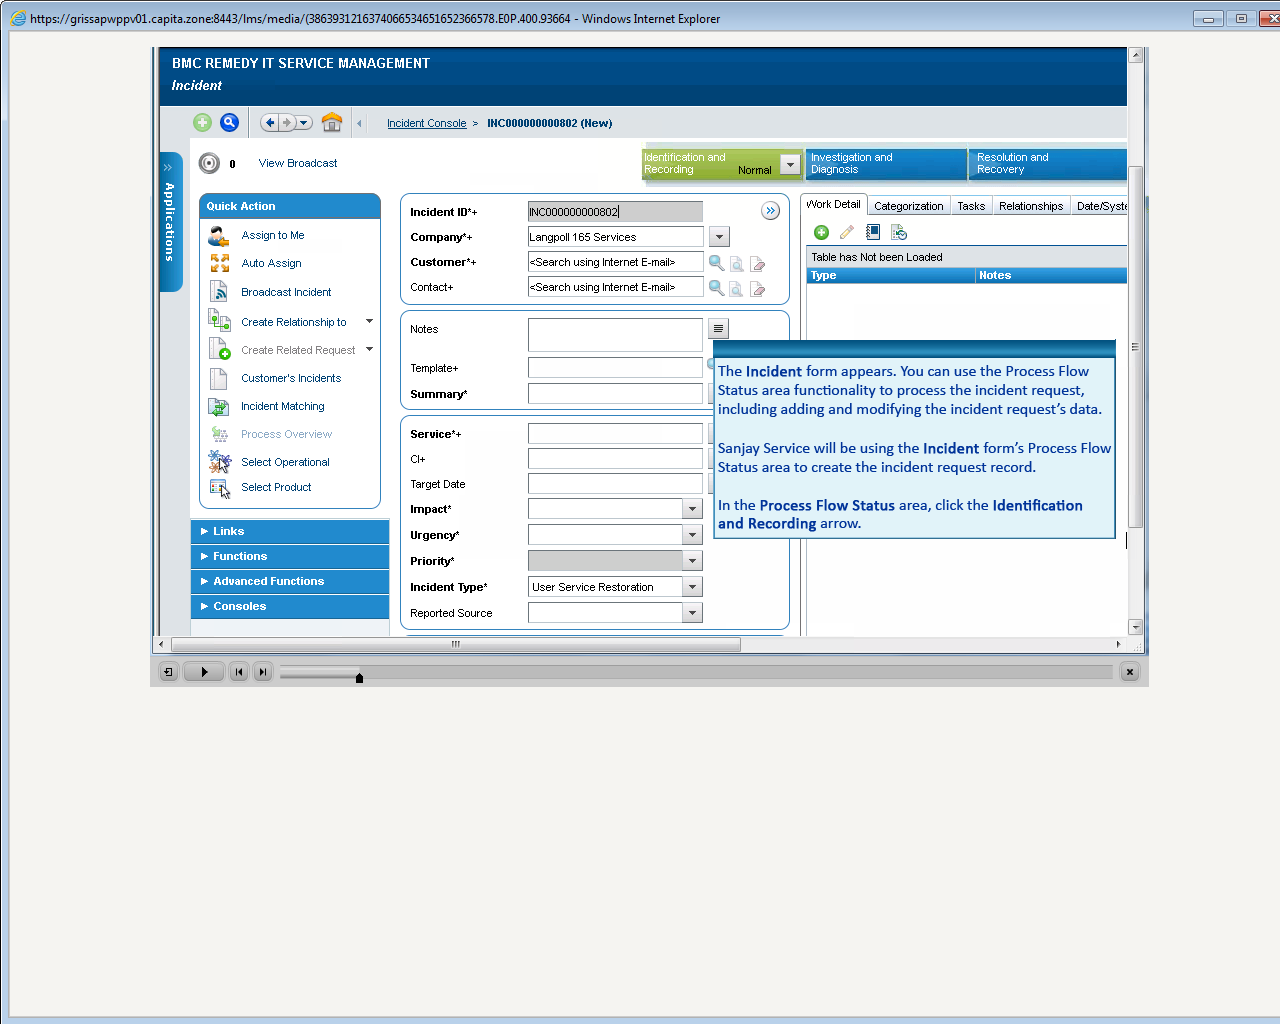 https://grissapwppv01.capita.zone:8443/lms/media/(3863931216374066534651652366578.E0P.400.93664 - Windows Internet Explorer
BMC REMEDY IT SERVICE MANAGEMENT
Incident
Incident Console > INC000000000802 (New)
0 View Broadcast
Identification and
Recording Normal
Investigation and
Diagnosis
Resolution and
Recovery
Applications
Quick Action
Assign to Me
Auto Assign
Broadcast Incident
Create Relationship to
Create Related Request
Customer's Incidents
Incident Matching
Process Overview
Select Operational
Select Product
Links
Functions
Advanced Functions
Consoles
Incident ID*+ INC000000000802
Company*+ Langpoll 165 Services
Customer*+ <Search using Internet E-mail>
Contact+ <Search using Internet E-mail>
Notes
Template+
Summary*
Service*+
CI+
Target Date
Impact*
Urgency*
Priority*
Incident Type* User Service Restoration
Reported Source
Work Detail Categorization Tasks Relationships Date/Syste
Table has Not been Loaded
Type Notes
The Incident form appears. You can use the Process Flow
Status area functionality to process the incident request,
including adding and modifying the incident request's data.
Sanjay Service will be using the Incident form's Process Flow
Status area to create the incident request record.
In the Process Flow Status area, click the Identification
and Recording arrow.